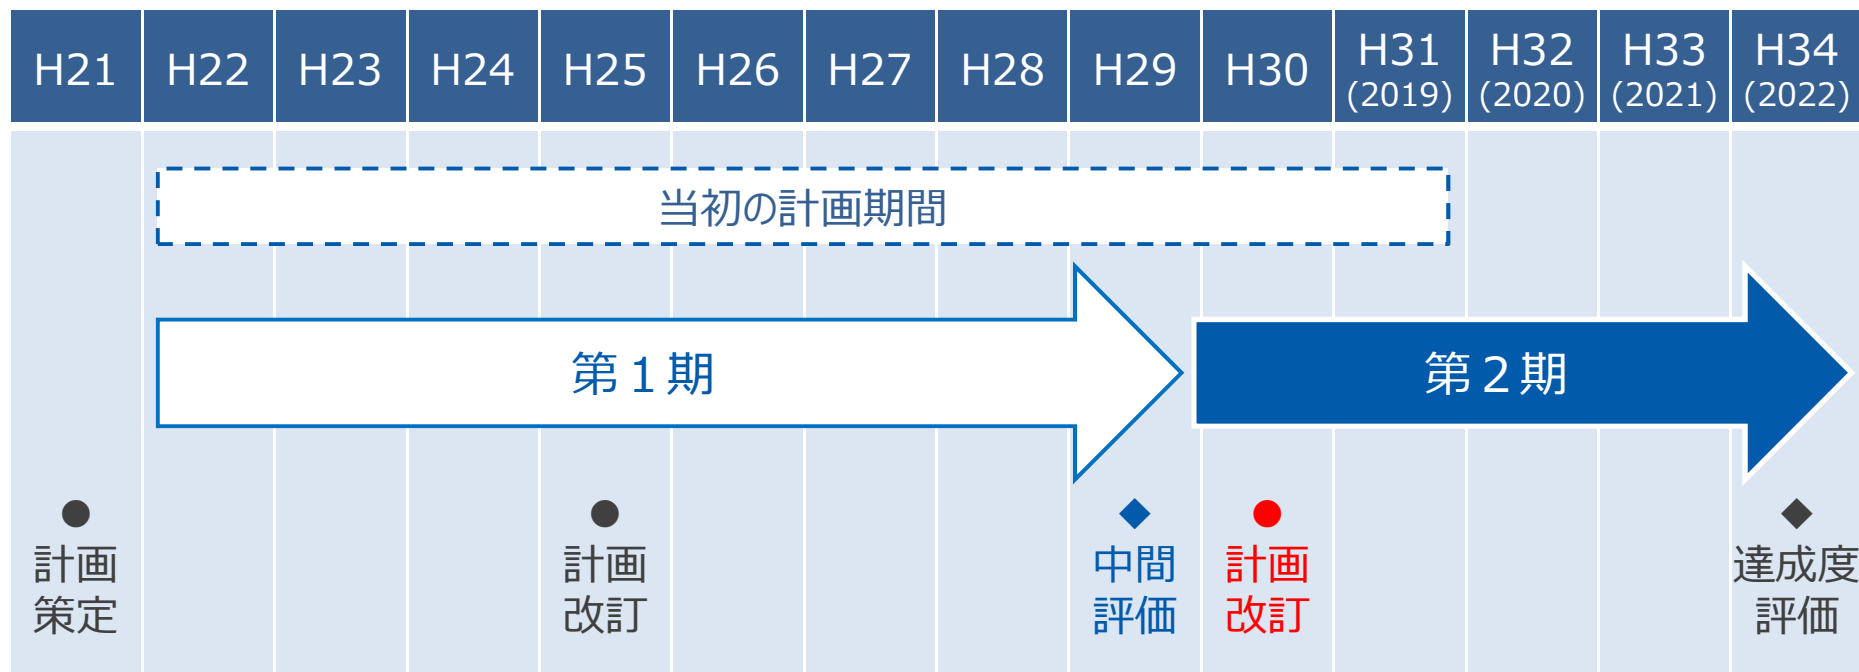 H21 H22 H23 H24 H25 H26 H27 H28 H29 H30 H31 H32 H33 H34
(2019) (2020) (2021) (2022)
当初の計画期間
第１期 第２期
● ● ◆ ● ◆
計画 計画 中間 計画 達成度
策定 改訂 評価 改訂 評価